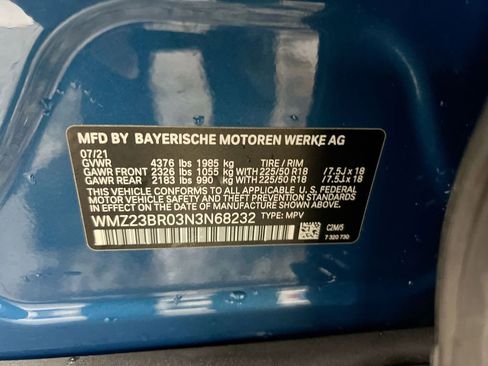 MFD BY BAYERISCHE MOTOREN WERKE AG
07/21
GVWR 4376 lbs 1985 kg TIRE / RIM
GAWR FRONT 2326 lbs 1055 kg WITH 225/50 R18 /7.5J x 18
GAWR REAR 2183 lbs 990 kg WITH 225/50 R18 /7.5J x 18
THIS VEHICLE CONFORMS TO ALL APPLICABLE U. S. FEDERAL
MOTOR VEHICLE SAFETY AND THEFT PREVENTION STANDARDS
IN EFFECT ON THE DATE OF MANUFACTURE SHOWN ABOVE.
WMZ23BR03N3N68232 TYPE: MPV
C2M/5
7 320 730